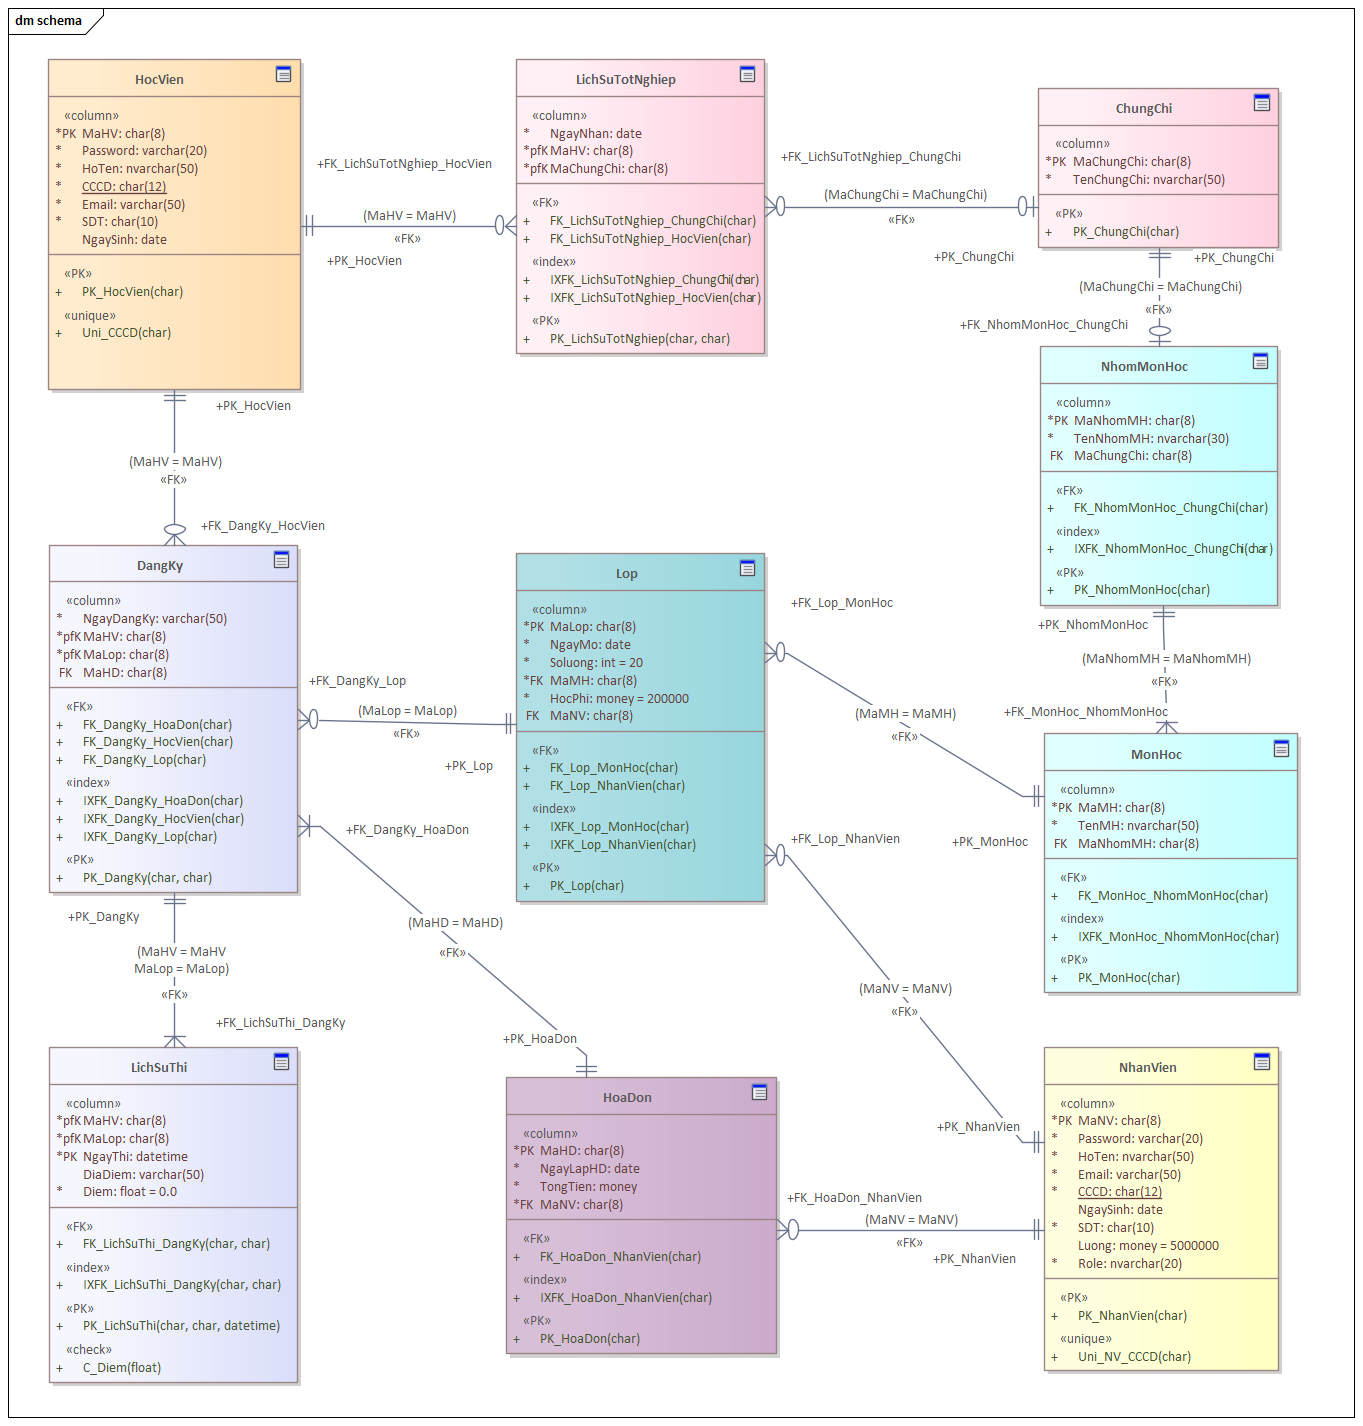 dm schema
HocVien
«column»
*PK MaHV: char(8)
* Password: varchar(20)
* HoTen: nvarchar(50)
* CCCD: char(12)
* Email: varchar(50)
* SDT: char(10)
NgaySinh: date
«PK»
+ PK_HocVien(char)
«unique»
+ Uni_CCCD(char)
+FK_LichSuTotNghiep_HocVien
(MaHV = MaHV)
«FK»
+PK_HocVien
LichSuTotNghiep
«column»
* NgayNhan: date
*pfK MaHV: char(8)
*pfK MaChungChi: char(8)
«FK»
+ FK_LichSuTotNghiep_ChungChi(char)
+ FK_LichSuTotNghiep_HocVien(char)
«index»
+ IXFK_LichSuTotNghiep_ChungChi(char)
+ IXFK_LichSuTotNghiep_HocVien(char)
«PK»
+ PK_LichSuTotNghiep(char, char)
+FK_LichSuTotNghiep_ChungChi
(MaChungChi = MaChungChi)
«FK»
+PK_ChungChi
ChungChi
«column»
*PK MaChungChi: char(8)
* TenChungChi: nvarchar(50)
«PK»
+ PK_ChungChi(char)
+PK_ChungChi
(MaChungChi = MaChungChi)
«FK»
+FK_NhomMonHoc_ChungChi
NhomMonHoc
«column»
*PK MaNhomMH: char(8)
* TenNhomMH: nvarchar(30)
FK MaChungChi: char(8)
«FK»
+ FK_NhomMonHoc_ChungChi(char)
«index»
+ IXFK_NhomMonHoc_ChungChi(char)
«PK»
+ PK_NhomMonHoc(char)
+PK_HocVien
(MaHV = MaHV)
«FK»
+FK_DangKy_HocVien
DangKy
«column»
* NgayDangKy: varchar(50)
*pfK MaHV: char(8)
*pfK MaLop: char(8)
FK MaHD: char(8)
«FK»
+ FK_DangKy_HoaDon(char)
+ FK_DangKy_HocVien(char)
+ FK_DangKy_Lop(char)
«index»
+ IXFK_DangKy_HoaDon(char)
+ IXFK_DangKy_HocVien(char)
+ IXFK_DangKy_Lop(char)
«PK»
+ PK_DangKy(char, char)
+FK_DangKy_Lop
(MaLop = MaLop)
«FK»
+PK_Lop
Lop
«column»
*PK MaLop: char(8)
* NgayMo: date
* Soluong: int = 20
*FK MaMH: char(8)
* HocPhi: money = 200000
FK MaNV: char(8)
«FK»
+ FK_Lop_MonHoc(char)
+ FK_Lop_NhanVien(char)
«index»
+ IXFK_Lop_MonHoc(char)
+ IXFK_Lop_NhanVien(char)
«PK»
+ PK_Lop(char)
+FK_Lop_MonHoc
(MaMH = MaMH)
«FK»
+PK_MonHoc
+PK_NhomMonHoc
(MaNhomMH = MaNhomMH)
«FK»
+FK_MonHoc_NhomMonHoc
MonHoc
«column»
*PK MaMH: char(8)
* TenMH: nvarchar(50)
FK MaNhomMH: char(8)
«FK»
+ FK_MonHoc_NhomMonHoc(char)
«index»
+ IXFK_MonHoc_NhomMonHoc(char)
«PK»
+ PK_MonHoc(char)
+FK_DangKy_HoaDon
(MaHD = MaHD)
«FK»
+PK_HoaDon
+FK_Lop_NhanVien
(MaNV = MaNV)
«FK»
+PK_NhanVien
+PK_DangKy
(MaHV = MaHV
MaLop = MaLop)
«FK»
+FK_LichSuThi_DangKy
LichSuThi
«column»
*pfK MaHV: char(8)
*pfK MaLop: char(8)
*PK NgayThi: datetime
DiaDiem: varchar(50)
* Diem: float = 0.0
«FK»
+ FK_LichSuThi_DangKy(char, char)
«index»
+ IXFK_LichSuThi_DangKy(char, char)
«PK»
+ PK_LichSuThi(char, char, datetime)
«check»
+ C_Diem(float)
HoaDon
«column»
*PK MaHD: char(8)
* NgayLapHD: date
* TongTien: money
*FK MaNV: char(8)
«FK»
+ FK_HoaDon_NhanVien(char)
«index»
+ IXFK_HoaDon_NhanVien(char)
«PK»
+ PK_HoaDon(char)
+FK_HoaDon_NhanVien
(MaNV = MaNV)
«FK»
+PK_NhanVien
NhanVien
«column»
*PK MaNV: char(8)
* Password: varchar(20)
* HoTen: nvarchar(50)
* Email: varchar(50)
* CCCD: char(12)
NgaySinh: date
* SDT: char(10)
Luong: money = 5000000
* Role: nvarchar(20)
«PK»
+ PK_NhanVien(char)
«unique»
+ Uni_NV_CCCD(char)